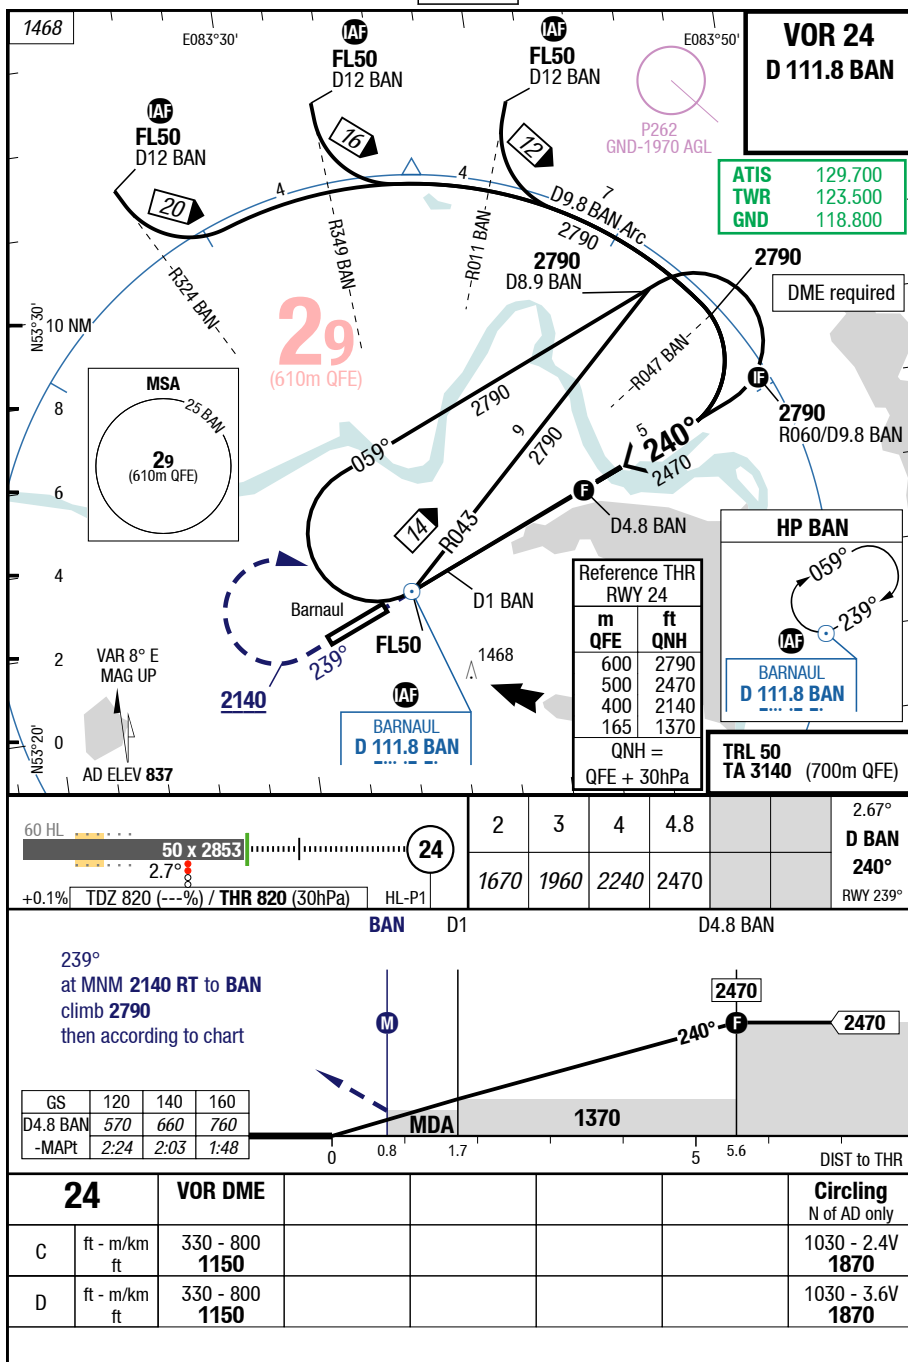 1468
E083°30'
IAF
FL50
D12 BAN
IAF
FL50
D12 BAN
E083°50'
VOR 24
D 111.8 BAN
IAF
FL50
D12 BAN
P262
GND-1970 AGL
16
12
20
4
4
7
D9.8 BAN Arc
2790
ATIS 129.700
TWR 123.500
GND 118.800
R324 BAN
R349 BAN
R011 BAN
2790
D8.9 BAN
2790
DME required
N53°30'
10 NM
29
(610m QFE)
R047 BAN
IF
2790
R060/D9.8 BAN
MSA
25 BAN
29
(610m QFE)
8
2790
9
2790
5
240°
2470
059°
6
F
D4.8 BAN
14
R043
HP BAN
059°
239°
IAF
BARNAUL
D 111.8 BAN
4
D1 BAN
Barnaul
FL50
239°
2140
1468
2
VAR 8° E
MAG UP
IAF
BARNAUL
D 111.8 BAN
N53°20'
0
AD ELEV 837
Reference THR
RWY 24
m ft
QFE QNH
600 2790
500 2470
400 2140
165 1370
QNH =
QFE + 30hPa
TRL 50
TA 3140 (700m QFE)
60 HL
50 x 2853
24
2.7°
+0.1% TDZ 820 (---%) / THR 820 (30hPa) HL-P1
2 3 4 4.8
1670 1960 2240 2470
2.67°
D BAN
240°
RWY 239°
BAN D1 D4.8 BAN
239°
at MNM 2140 RT to BAN
climb 2790
then according to chart
M
2470
240°
F
2470
MDA
1370
GS 120 140 160
D4.8 BAN 570 660 760
-MAPt 2:24 2:03 1:48
0 0.8 1.7 5 5.6 DIST to THR
24 VOR DME Circling
N of AD only
C ft - m/km 330 - 800 1030 - 2.4V
ft 1150 1870
D ft - m/km 330 - 800 1030 - 3.6V
ft 1150 1870